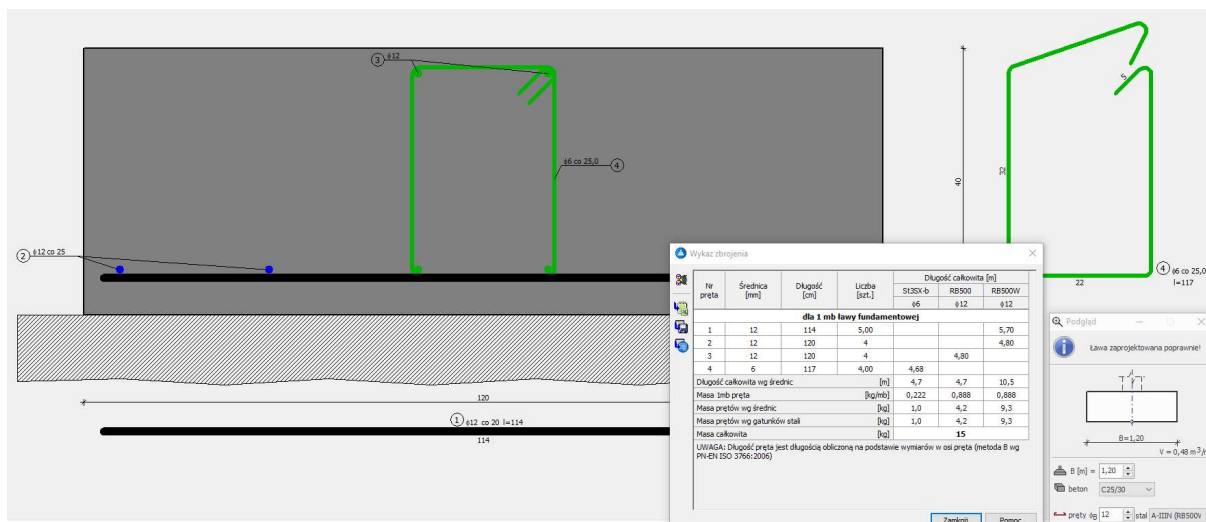 3 ϕ12
ϕ6 co 25,0 4
2 ϕ12 co 25
40
120
1 ϕ12 co 20 l=114
114
5
32
22
4 ϕ6 co 25,0
l=117
Wykaz zbrojenia
Nr pręta Średnica [mm] Długość [cm] Liczba [szt.] Długość całkowita [m]
St3SX-b RB500 RB500W
ϕ6 ϕ12 ϕ12
dla 1 mb ławy fundamentowej
1 12 114 5,00 5,70
2 12 120 4 4,80
3 12 120 4 4,80
4 6 117 4,00 4,68
Długość całkowita wg średnic [m] 4,7 4,7 10,5
Masa 1mb pręta [kg/mb] 0,222 0,888 0,888
Masa prętów wg średnic [kg] 1,0 4,2 9,3
Masa prętów wg gatunków stali [kg] 1,0 4,2 9,3
Masa całkowita [kg] 15
UWAGA: Długość pręta jest długością obliczoną na podstawie wymiarów w osi pręta (metoda B wg
PN-EN ISO 3766:2006)
Zamknij Pomoc
Podgląd
Ława zaprojektowana poprawnie!
B=1,20
V = 0,48 m³/
B [m] = 1,20
beton C25/30
pręty ϕB 12 stal A-IIIN (RB500W